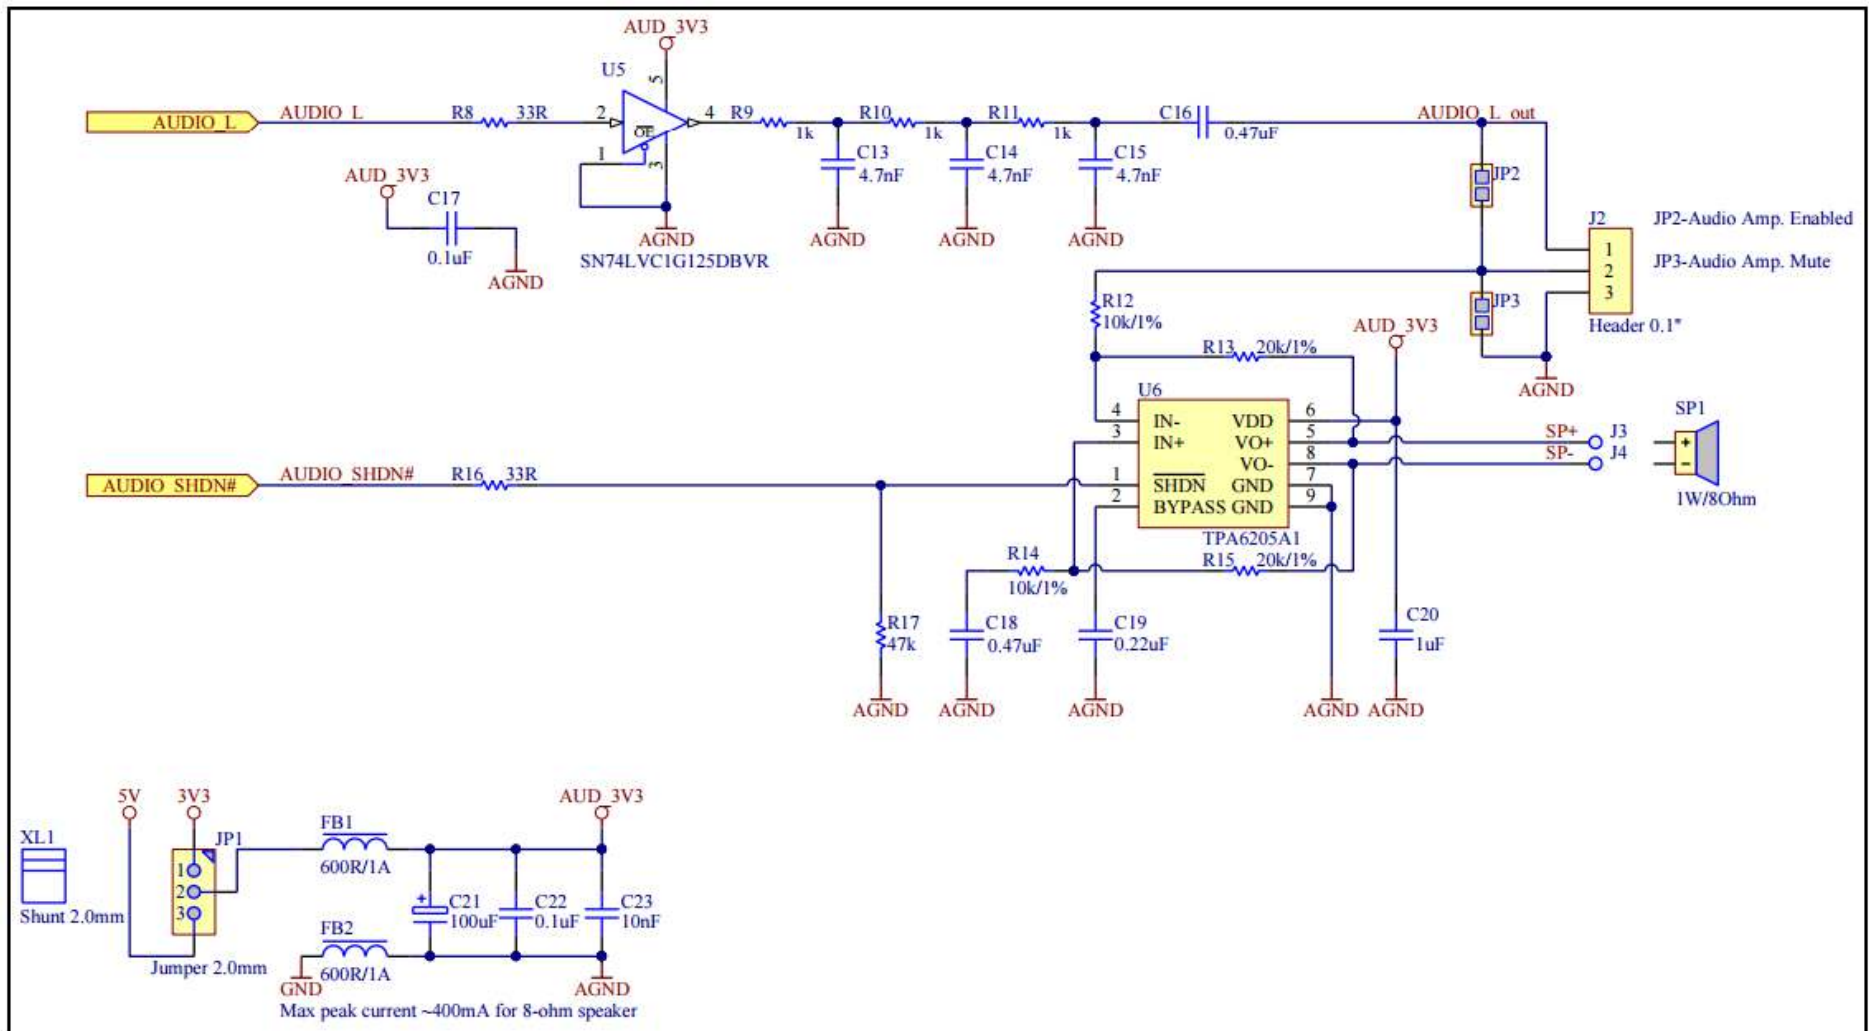 AUD_3V3
U5
5
AUDIO_L
AUDIO_L
R8 33R
2
OE
4
R9
1k
R10
1k
R11
1k
C16
0.47uF
AUDIO_L_out
1
3
C13
4.7nF
C14
4.7nF
C15
4.7nF
AUD_3V3
C17
0.1uF
AGND
AGND
SN74LVC1G125DBVR
AGND
AGND
AGND
JP2
J2
1
2
3
Header 0.1"
JP2-Audio Amp. Enabled
JP3-Audio Amp. Mute
JP3
AGND
R12
10k/1%
R13 20k/1%
AUD_3V3
U6
4 IN- VDD 6
3 IN+ VO+ 5
VO- 8
1 SHDN GND 7
2 BYPASS GND 9
TPA6205A1
SP+
SP-
J3
J4
SP1
+
-
1W/8Ohm
AUDIO_SHDN#
AUDIO_SHDN#
R16 33R
R14
10k/1%
R15 20k/1%
R17
47k
C18
0.47uF
C19
0.22uF
C20
1uF
AGND
AGND
AGND
AGND
AGND
5V
3V3
XL1
Shunt 2.0mm
JP1
1
2
3
Jumper 2.0mm
FB1
600R/1A
AUD_3V3
+
C21
100uF
C22
0.1uF
C23
10nF
FB2
600R/1A
GND
AGND
Max peak current ~400mA for 8-ohm speaker